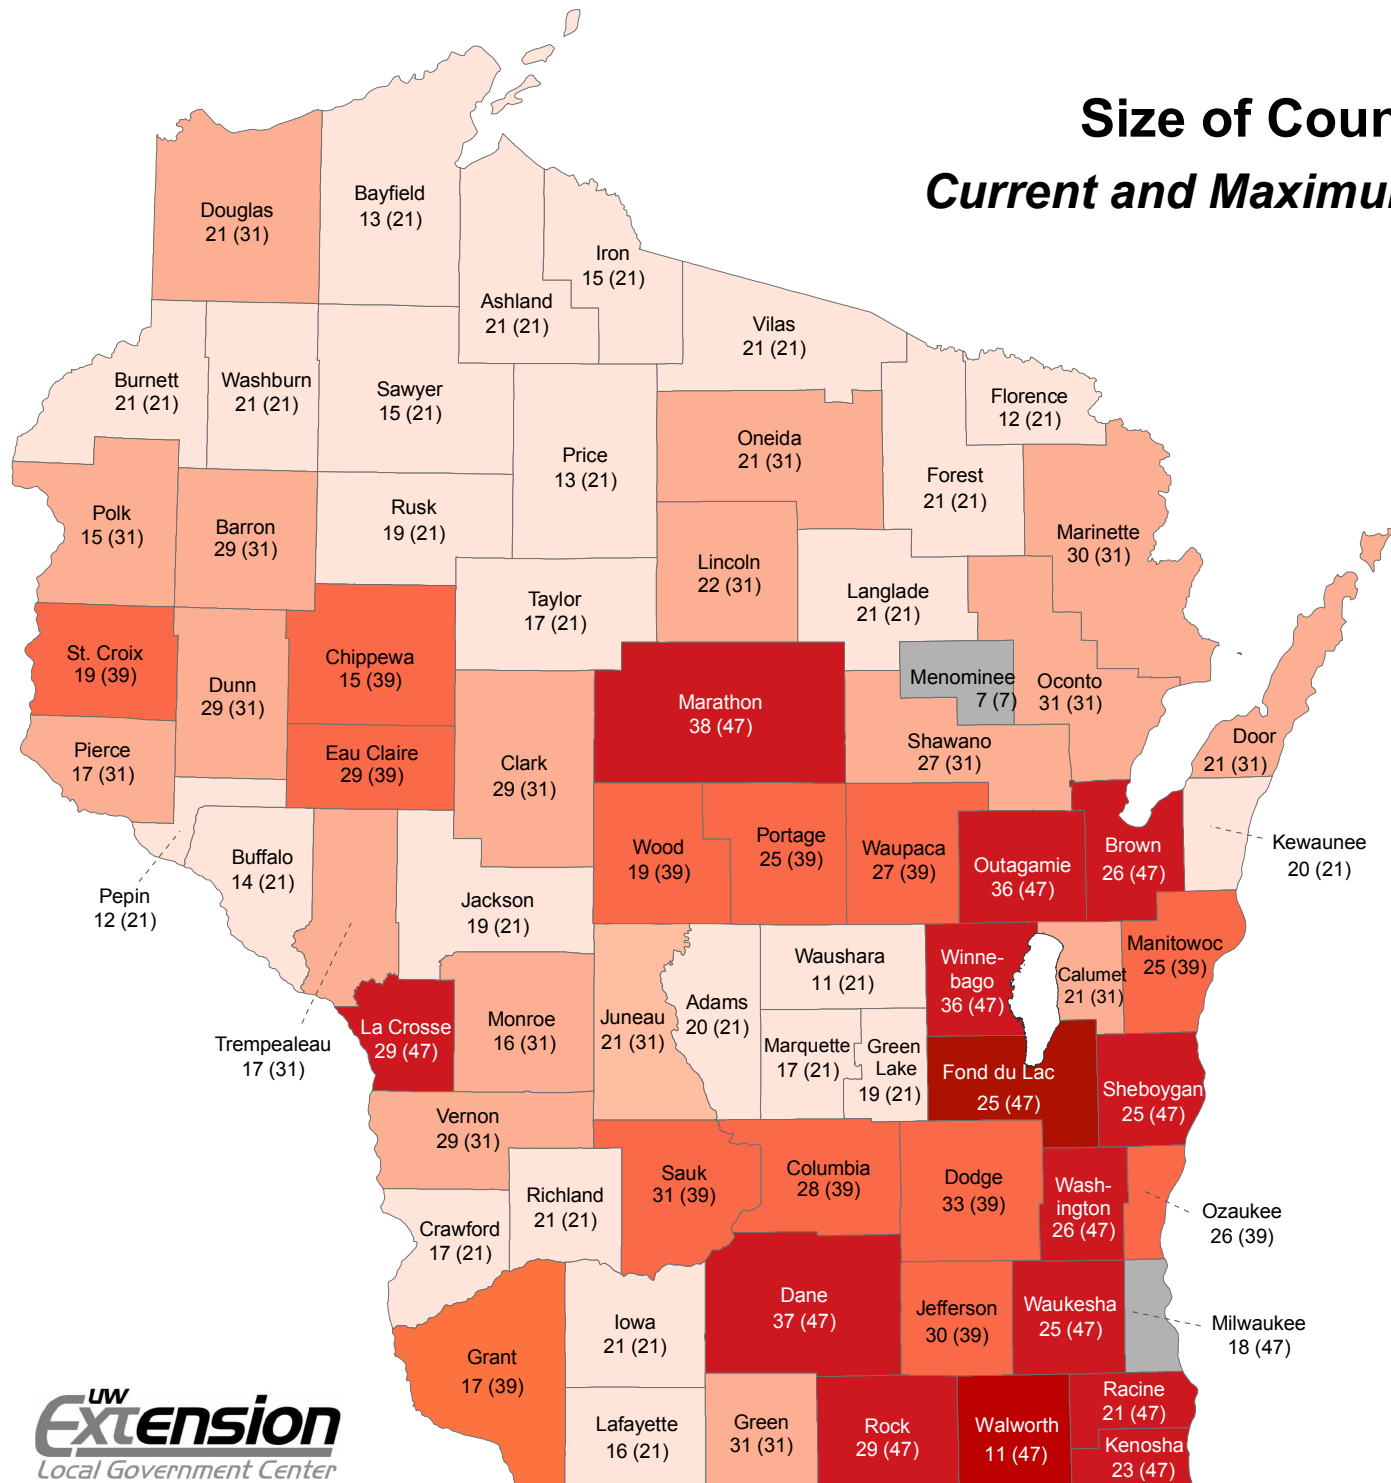 Size of Coun
Current and Maximum
Bayfield
13 (21)
Douglas
21 (31)
Iron
15 (21)
Ashland
21 (21)
Vilas
21 (21)
Burnett
21 (21)
Washburn
21 (21)
Sawyer
15 (21)
Florence
12 (21)
Oneida
21 (31)
Price
13 (21)
Forest
21 (21)
Polk
15 (31)
Barron
29 (31)
Rusk
19 (21)
Marinette
30 (31)
Lincoln
22 (31)
Langlade
21 (21)
Taylor
17 (21)
St. Croix
19 (39)
Chippewa
15 (39)
Dunn
29 (31)
Menominee
7 (7)
Oconto
31 (31)
Marathon
38 (47)
Pierce
17 (31)
Eau Claire
29 (39)
Clark
29 (31)
Shawano
27 (31)
Door
21 (31)
Wood
19 (39)
Portage
25 (39)
Waupaca
27 (39)
Outagamie
36 (47)
Brown
26 (47)
Kewaunee
20 (21)
Buffalo
14 (21)
Pepin
12 (21)
Jackson
19 (21)
Waushara
11 (21)
Winne-
bago
36 (47)
Calumet
21 (31)
Manitowoc
25 (39)
Trempealeau
17 (31)
La Crosse
29 (47)
Monroe
16 (31)
Juneau
21 (31)
Adams
20 (21)
Marquette
17 (21)
Green
Lake
19 (21)
Fond du Lac
25 (47)
Sheboygan
25 (47)
Vernon
29 (31)
Sauk
31 (39)
Columbia
28 (39)
Dodge
33 (39)
Wash-
ington
26 (47)
Ozaukee
26 (39)
Richland
21 (21)
Crawford
17 (21)
Dane
37 (47)
Jefferson
30 (39)
Waukesha
25 (47)
Milwaukee
18 (47)
Iowa
21 (21)
Grant
17 (39)
Lafayette
16 (21)
Green
31 (31)
Rock
29 (47)
Walworth
11 (47)
Racine
21 (47)
Kenosha
23 (47)
UW
Extension
Local Government Center